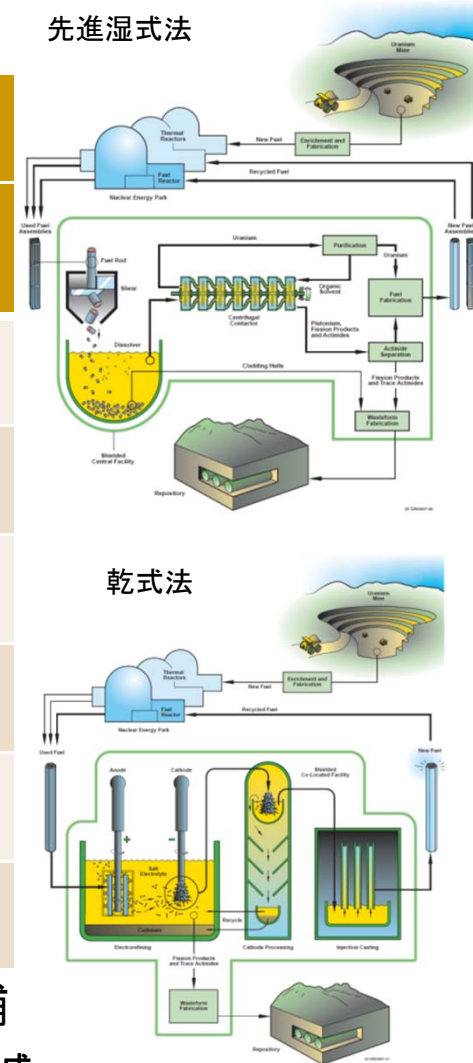 先進湿式法
Uranium
Mine
Thermal
Reactors
New Fuel
Enrichment and
Fabrication
Fast
Reactor
Recycled Fuel
Nuclear Energy Park
Used Fuel
Assemblies
New Fuel
Assemblies
Fuel Rod
Uranium
Purification
Uranium
Shear
Organic
Solvent
Fuel
Fabrication
Centrifugal
Contactor
Plutonium,
Fission Products
and Actinides
Dissolver
Actinide
Separation
Cladding Hulls
Fission Products
and Trace Actinides
Wasteform
Fabrication
Shielded
Central Facility
Repository
乾式法
Uranium
Mine
Thermal
Reactors
New Fuel
Enrichment and
Fabrication
Fast
Reactor
Recycled Fuel
Nuclear Energy Park
Used Fuel
New Fuel
Anode
Cathode
Shielded
Co-Located Facility
+
−
Salt
Electrolyte
Recycle
Cadmium
Electrorefining
Cathode Processing
Injection Casting
Fission Products
and Trace Actinides
Wasteform
Fabrication
Repository